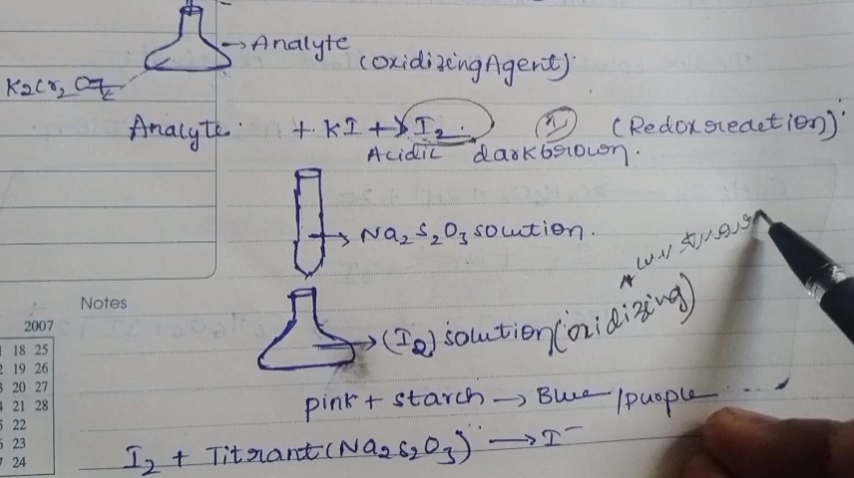 →Analyte
(oxidizing Agent)
K2Cr2O7
Analyte + KI + → I2 (1) (Redox reaction)
Acidic dark brown.
→ Na2S2O3 solution.
→(I2) solution (oxidizing)
pink + starch → Blue/purple
I2 + Titrant (Na2S2O3) → I⁻
Notes
2007
18 25
19 26
20 27
21 28
22
23
24